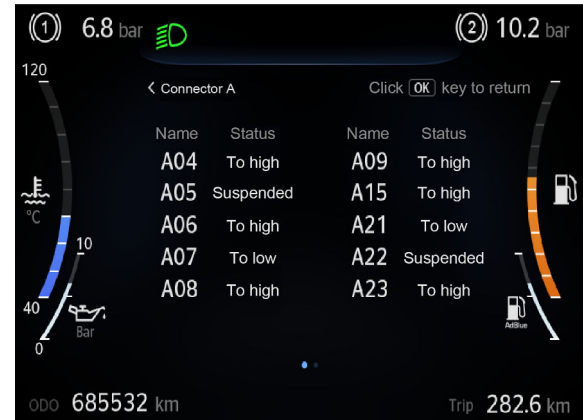 (1) 6.8 bar
(2) 10.2 bar
120
Connector A
Click OK key to return
Name Status Name Status
A04 To high A09 To high
A05 Suspended A15 To high
°C
A06 To high A21 To low
10
A07 To low A22 Suspended
A08 To high A23 To high
40
Bar
AdBlue
0
ODO 685532 km
Trip 282.6 km